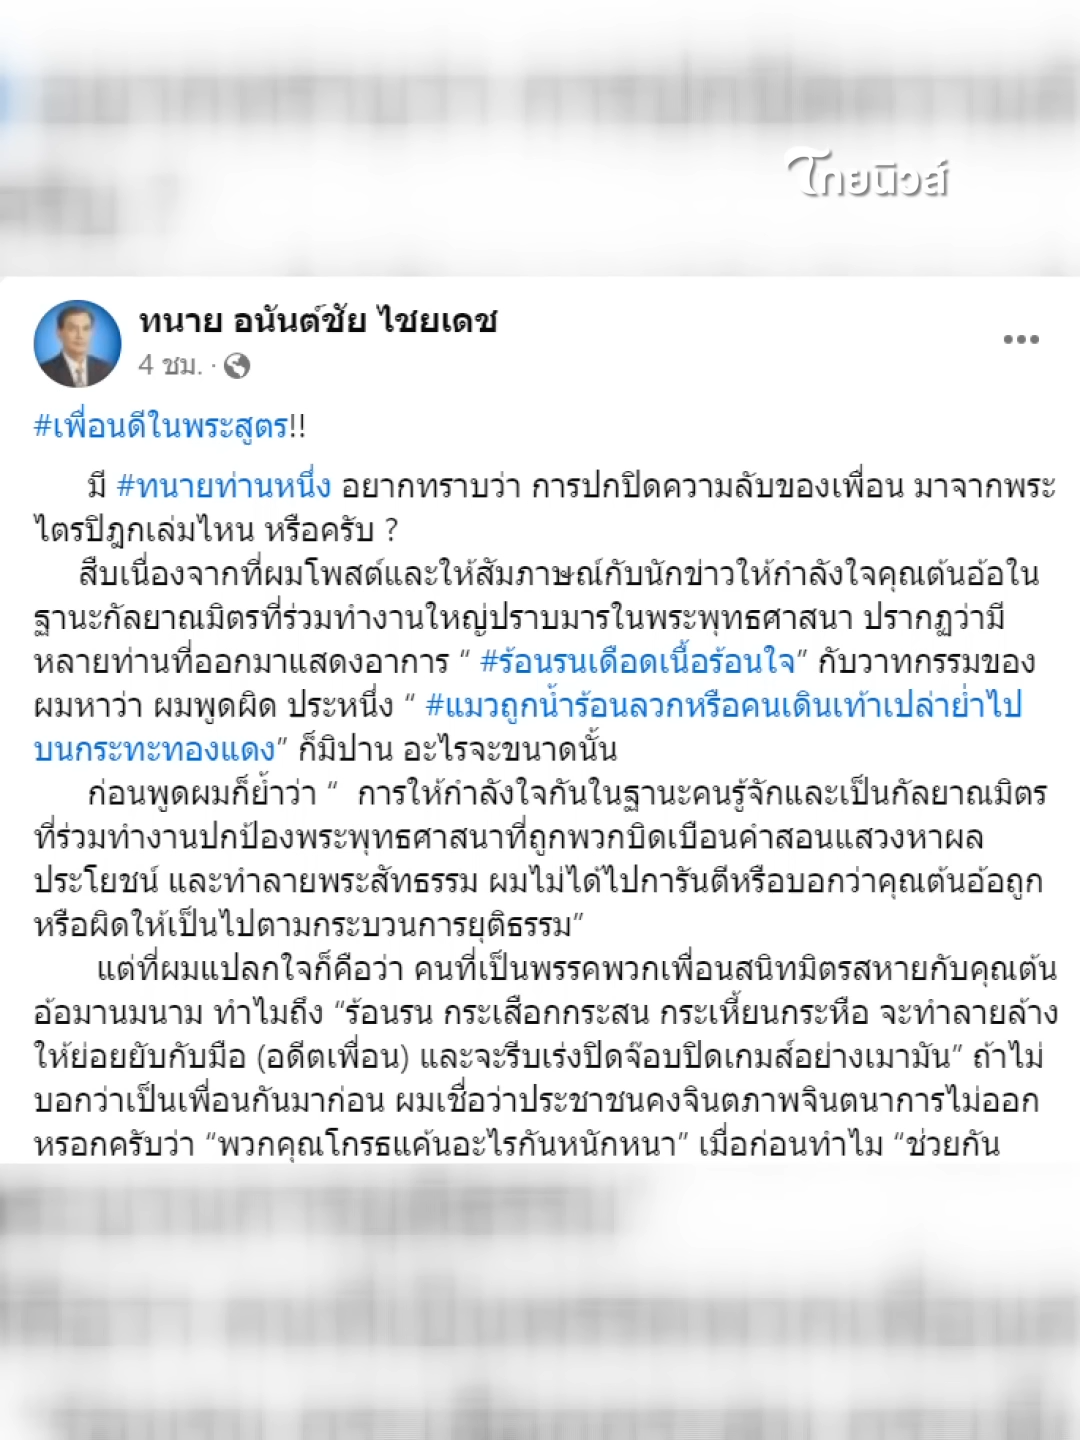 ไทยนิวส์
ทนาย อนันต์ชัย ไชยเดช
4 ชม. ·
#เพื่อนดีในพระสูตร!!
มี #ทนายท่านหนึ่ง อยากทราบว่า การปกปิดความลับของเพื่อน มาจากพระ
ไตรปิฎกเล่มไหน หรือครับ ?
สืบเนื่องจากที่ผมโพสต์และให้สัมภาษณ์กับนักข่าวให้กำลังใจคุณต้นอ้อใน
ฐานะกัลยาณมิตรที่ร่วมทำงานใหญ่ปราบมารในพระพุทธศาสนา ปรากฏว่ามี
หลายท่านที่ออกมาแสดงอาการ “ #ร้อนรนเดือดเนื้อร้อนใจ” กับวาทกรรมของ
ผมหาว่า ผมพูดผิด ประหนึ่ง “ #แมวถูกน้ำร้อนลวกหรือคนเดินเท้าเปล่าย่ำไป
บนกระทะทองแดง” ก็มิปาน อะไรจะขนาดนั้น
ก่อนพูดผมก็ย้ำว่า “ การให้กำลังใจกันในฐานะคนรู้จักและเป็นกัลยาณมิตร
ที่ร่วมทำงานปกป้องพระพุทธศาสนาที่ถูกพวกบิดเบือนคำสอนแสวงหาผล
ประโยชน์ และทำลายพระสัทธรรม ผมไม่ได้ไปการันตีหรือบอกว่าคุณต้นอ้อถูก
หรือผิดให้เป็นไปตามกระบวนการยุติธรรม”
แต่ที่ผมแปลกใจก็คือว่า คนที่เป็นพรรคพวกเพื่อนสนิทมิตรสหายกับคุณต้น
อ้อมานมนาม ทำไมถึง “ร้อนรน กระเสือกกระสน กระเหี้ยนกระหือ จะทำลายล้าง
ให้ย่อยยับกับมือ (อดีตเพื่อน) และจะรีบเร่งปิดจ๊อบปิดเกมส์อย่างเมามัน” ถ้าไม่
บอกว่าเป็นเพื่อนกันมาก่อน ผมเชื่อว่าประชาชนคงจินตภาพจินตนาการไม่ออก
หรอกครับว่า “พวกคุณโกรธแค้นอะไรกันหนักหนา” เมื่อก่อนทำไม “ช่วยกัน